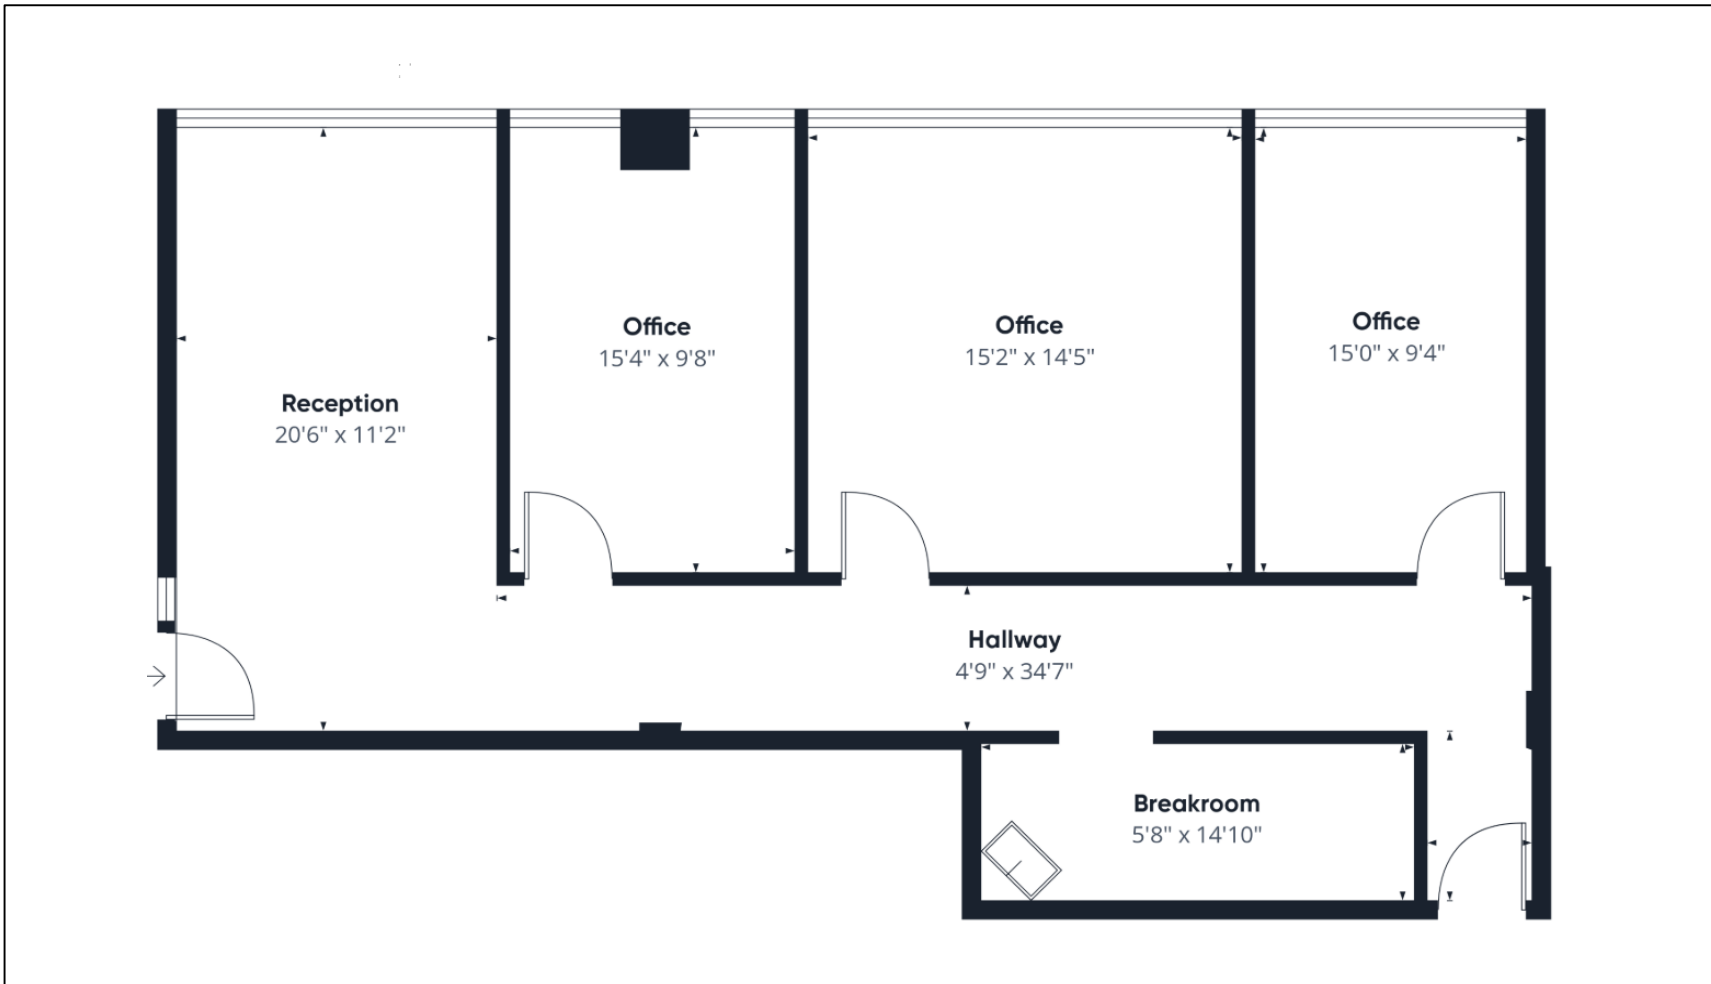 Office
15'4" x 9'8"
Office
15'2" x 14'5"
Office
15'0" x 9'4"
Reception
20'6" x 11'2"
Hallway
4'9" x 34'7"
Breakroom
5'8" x 14'10"